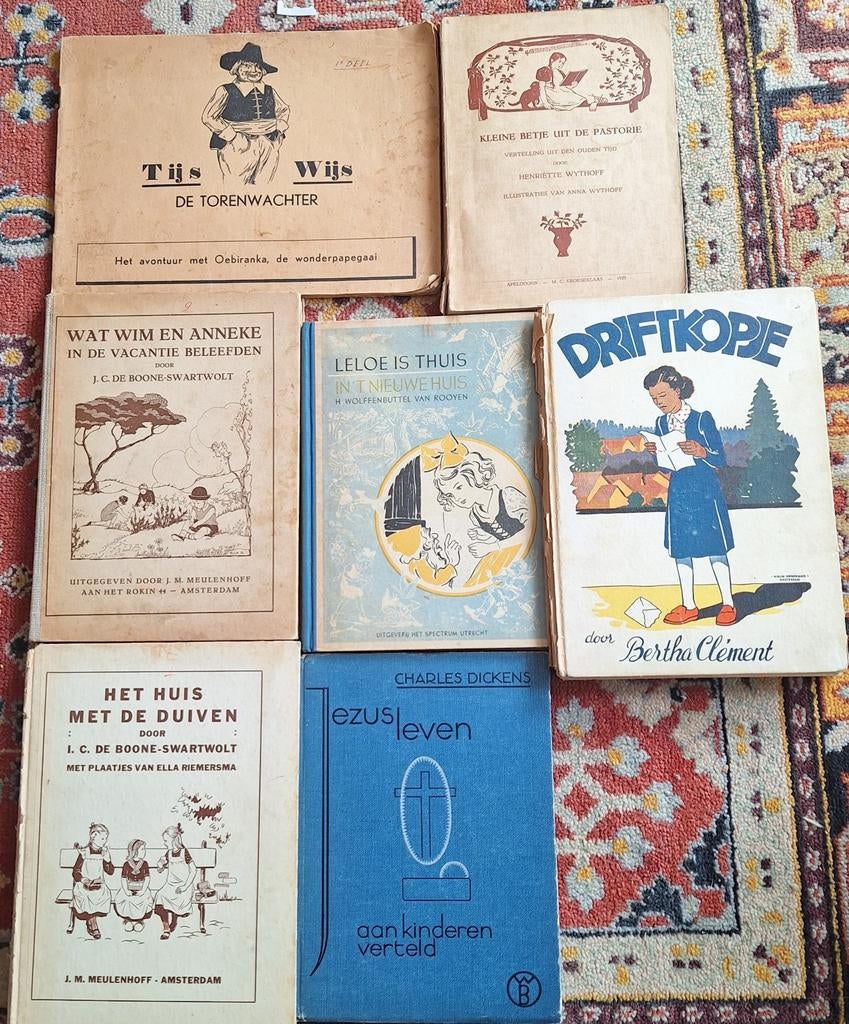 1e DEEL
Tijs Wijs
DE TORENWACHTER
Het avontuur met Oebiranka, de wonderpapegaai
KLEINE BETJE UIT DE PASTORIE
VERTELLING UIT DEN OUDEN TIJD
DOOR
HENRIËTTE WYTHOFF
ILLUSTRATIES VAN ANNA WYTHOFF
APELDOORN
9
WAT WIM EN ANNEKE
IN DE VACANTIE BELEEFDEN
DOOR
J. C. DE BOONE-SWARTWOLT
UITGEGEVEN DOOR J. M. MEULENHOFF
AAN HET ROKIN 44 — AMSTERDAM
LELOE IS THUIS
IN 'T NIEUWE HUIS
H WOLFFENBUTTEL VAN ROOYEN
UITGEVERIJ HET SPECTRUM UTRECHT
DRIFTKOPJE
door Bertha Clément
HET HUIS
MET DE DUIVEN
: DOOR :
I. C. DE BOONE-SWARTWOLT
MET PLAATJES VAN ELLA RIEMERSMA
J. M. MEULENHOFF - AMSTERDAM
CHARLES DICKENS
Jezus leven
aan kinderen
verteld
WB